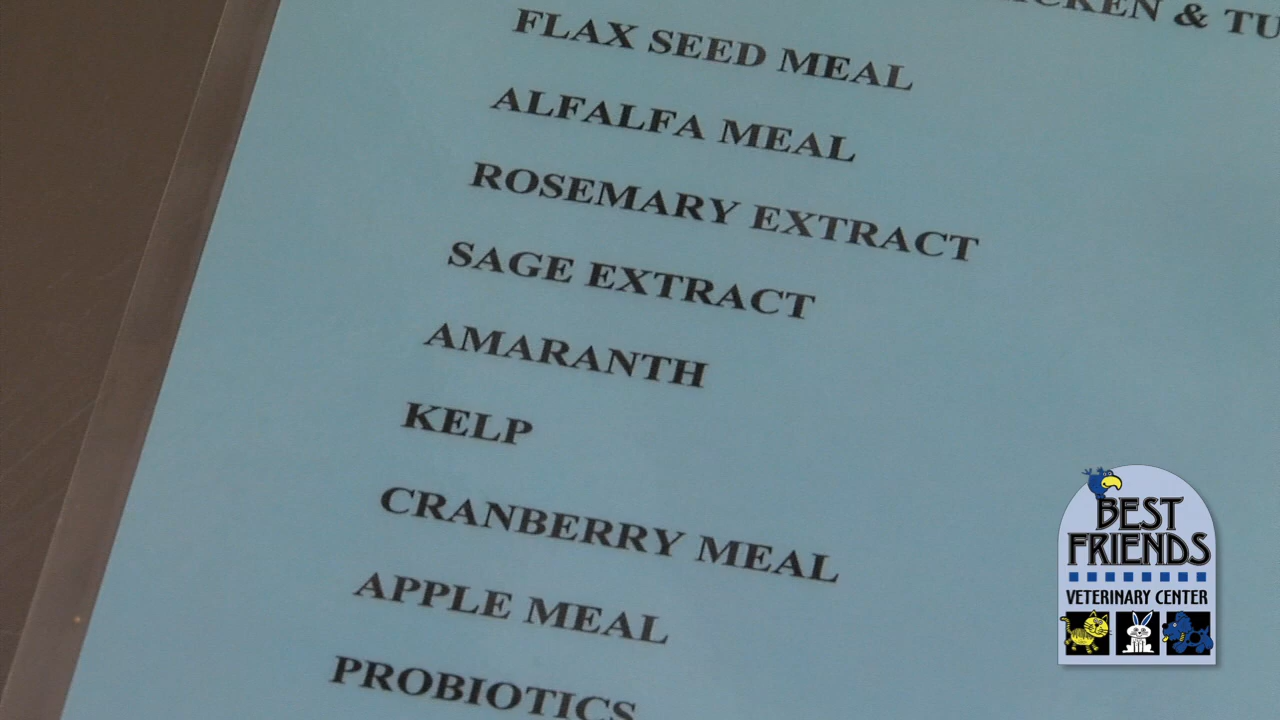 & TU
FLAX SEED MEAL
ALFALFA MEAL
ROSEMARY EXTRACT
SAGE EXTRACT
AMARANTH
KELP
CRANBERRY MEAL
APPLE MEAL
PROBIOTICS
BEST
FRIENDS
VETERINARY CENTER